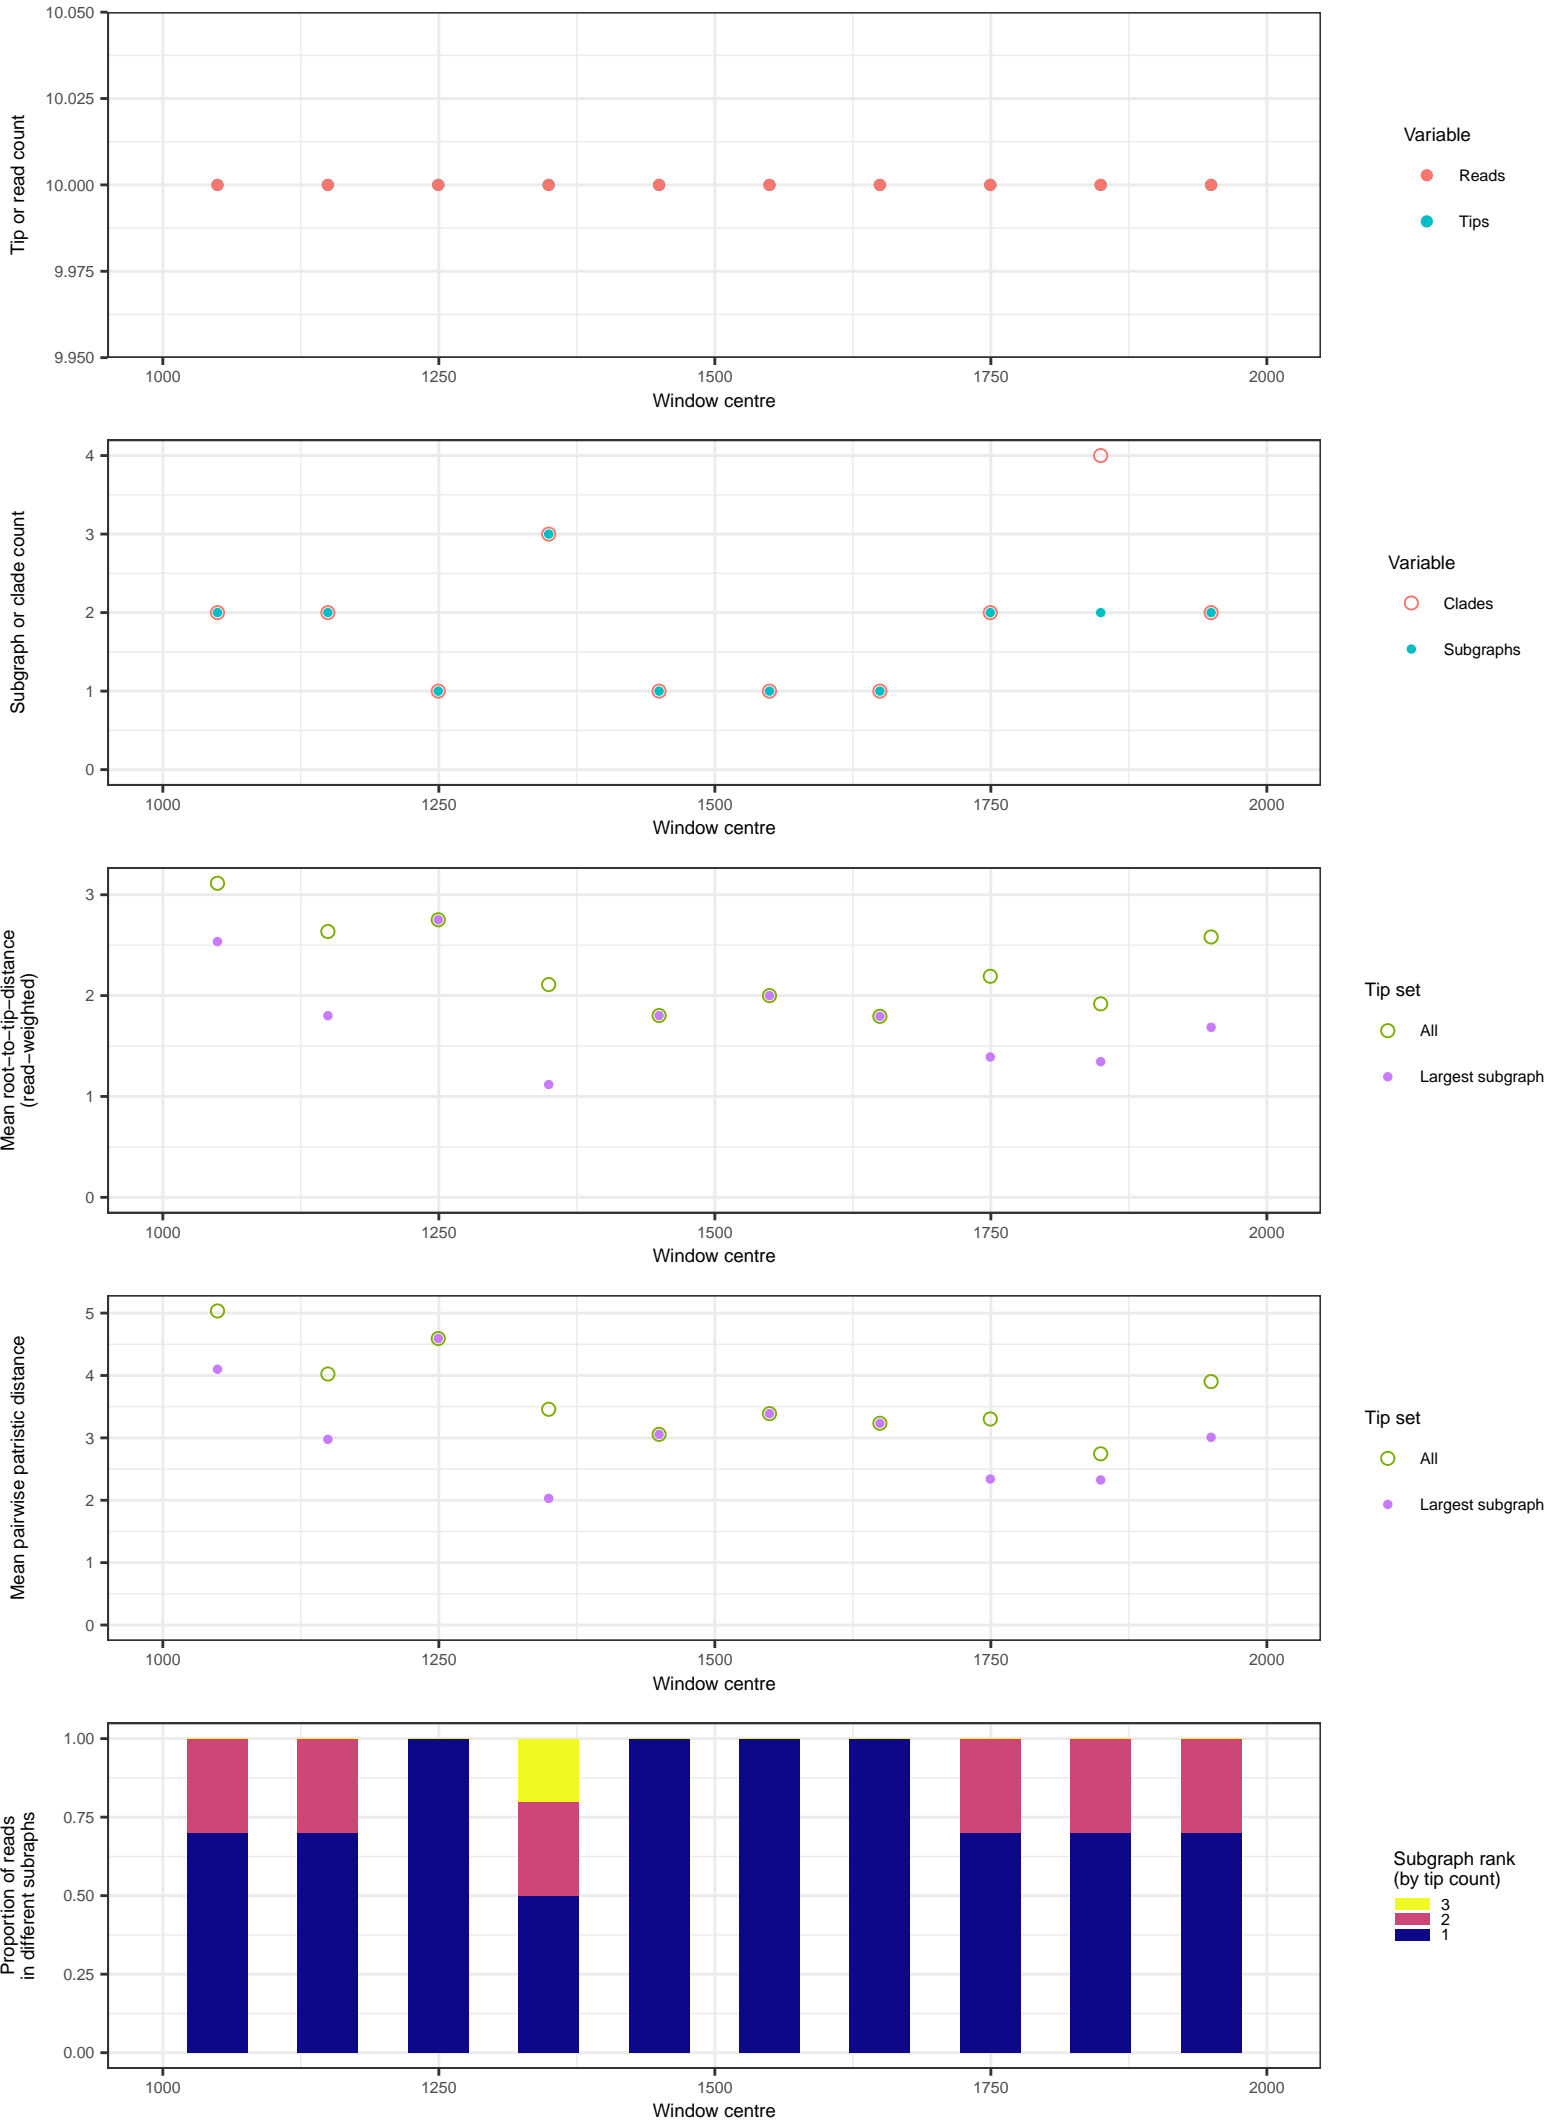 10.050
10.025
10.000
9.975
9.950
Tip or read count
1000 1250 1500 1750 2000
Window centre
Variable
Reads
Tips
4
3
2
1
0
Subgraph or clade count
1000 1250 1500 1750 2000
Window centre
Variable
Clades
Subgraphs
3
2
1
0
Mean root−to−tip−distance
(read−weighted)
1000 1250 1500 1750 2000
Window centre
Tip set
All
Largest subgraph
5
4
3
2
1
0
Mean pairwise patristic distance
1000 1250 1500 1750 2000
Window centre
Tip set
All
Largest subgraph
1.00
0.75
0.50
0.25
0.00
Proportion of reads
in different subraphs
1000 1250 1500 1750 2000
Window centre
Subgraph rank
(by tip count)
3
2
1